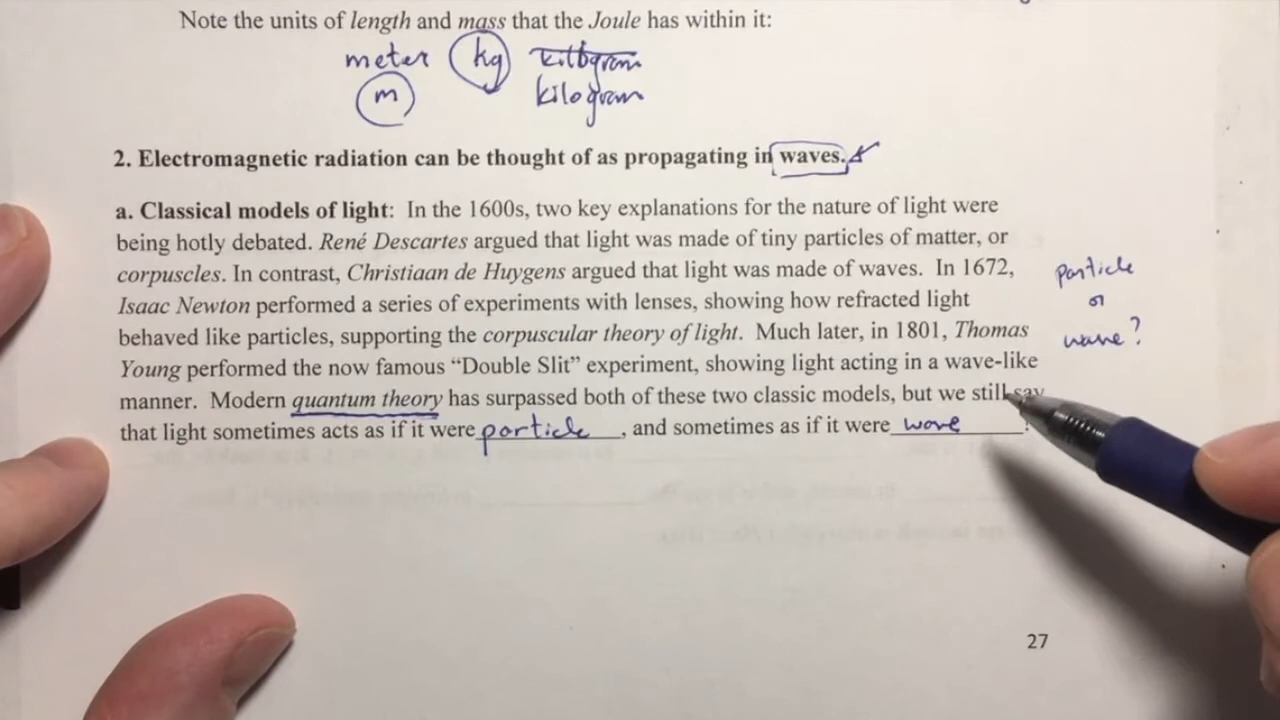 Note the units of length and mass that the Joule has within it:
meter kg kilogram
m kilogram
2. Electromagnetic radiation can be thought of as propagating in waves.
a. Classical models of light: In the 1600s, two key explanations for the nature of light were
being hotly debated. René Descartes argued that light was made of tiny particles of matter, or
corpuscles. In contrast, Christiaan de Huygens argued that light was made of waves. In 1672,
Isaac Newton performed a series of experiments with lenses, showing how refracted light
behaved like particles, supporting the corpuscular theory of light. Much later, in 1801, Thomas
Young performed the now famous “Double Slit” experiment, showing light acting in a wave-like
manner. Modern quantum theory has surpassed both of these two classic models, but we still say
that light sometimes acts as if it were particle, and sometimes as if it were wave!
particle
or
wave?
27